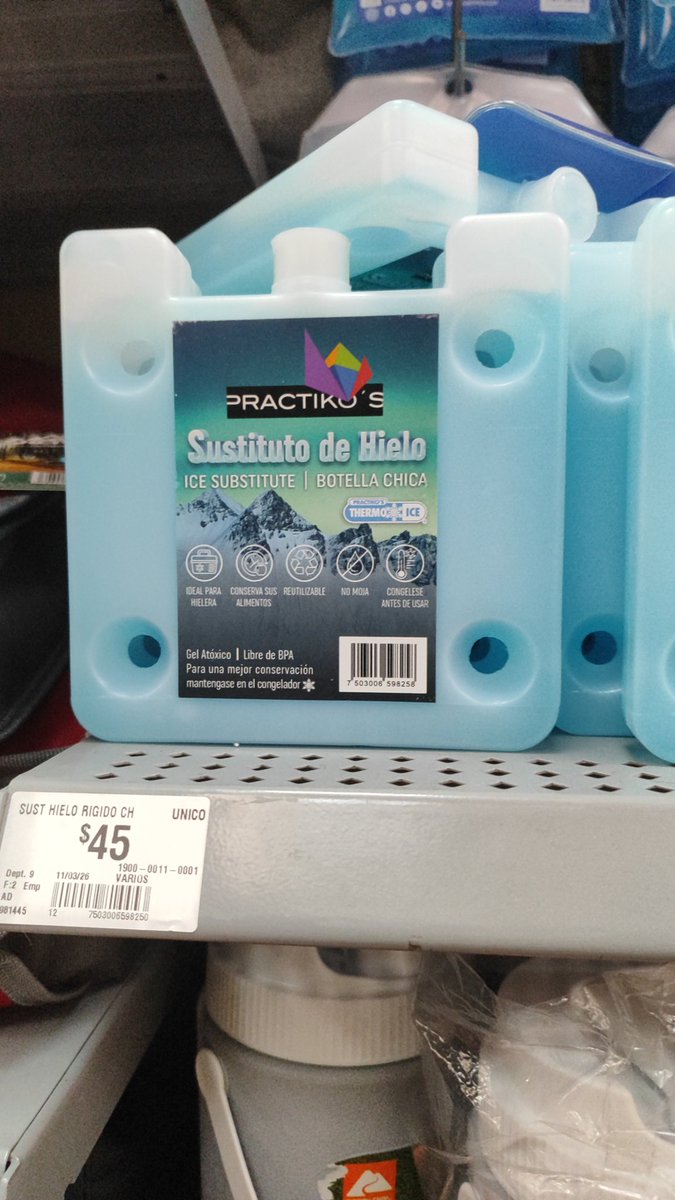 PRACTIKO´S
Sustituto de Hielo
ICE SUBSTITUTE | BOTELLA CHICA
PRACTIKO'S
THERMO ICE
IDEAL PARA
HIELERA
CONSERVA SUS
ALIMENTOS
REUTILIZABLE
NO MOJA
CONGELESE
ANTES DE USAR
Gel Atóxico | Libre de BPA
Para una mejor conservación
mantengase en el congelador
7 503006 598258
SUST HIELO RIGIDO CH UNICO
$45
1900-0011-0001
Dept. 9 11/03/26 VARIOS
F:2 Emp
AD
981445 12 7503006598250